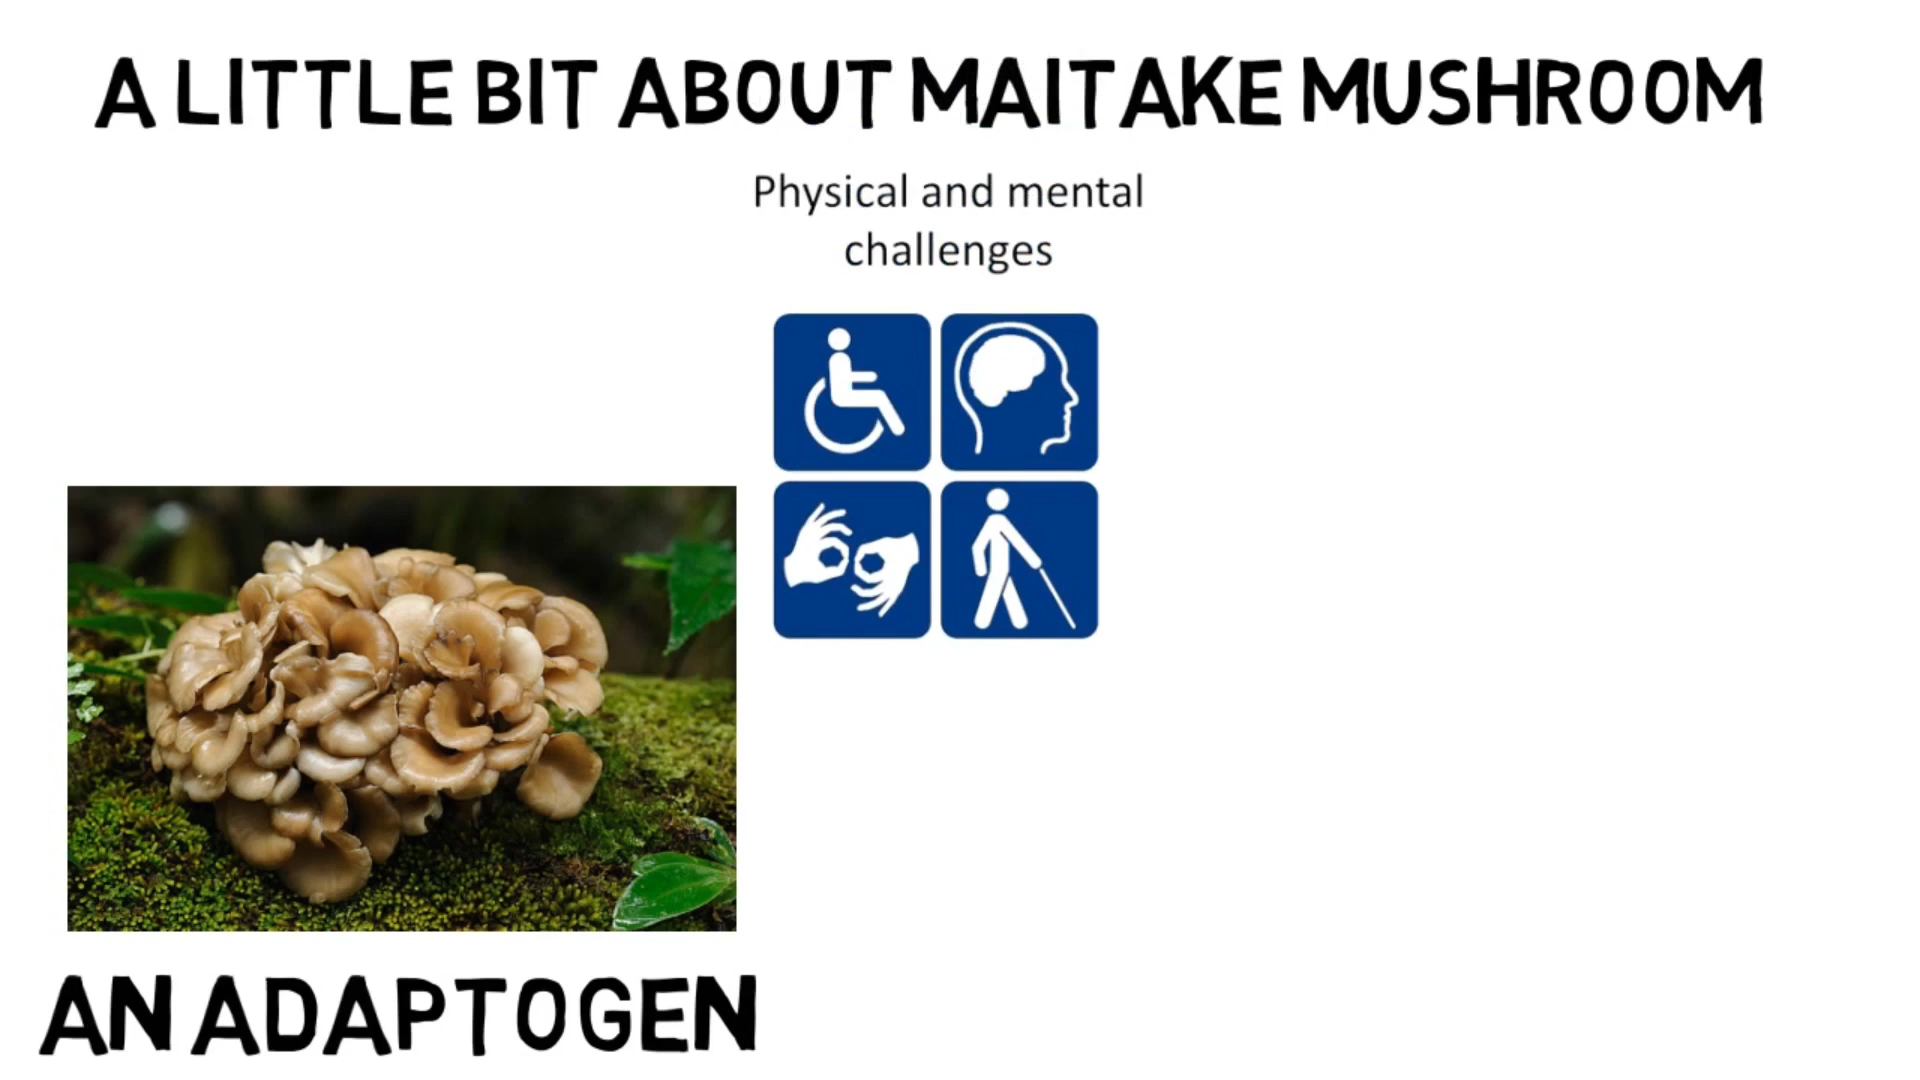 A LITTLE BIT ABOUT MAITAKE MUSHROOM
Physical and mental
challenges
AN ADAPTOGEN